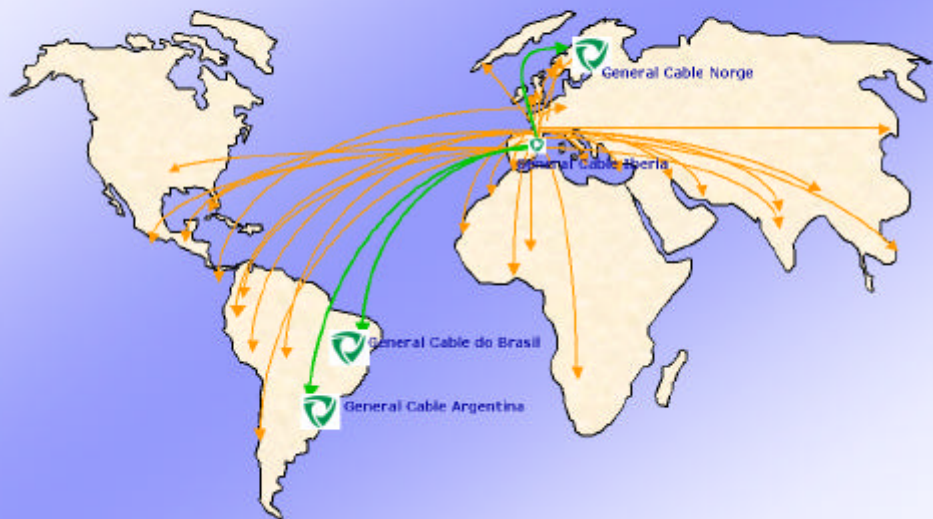 General Cable Norge
General Cable Iberia
General Cable do Brasil
General Cable Argentina